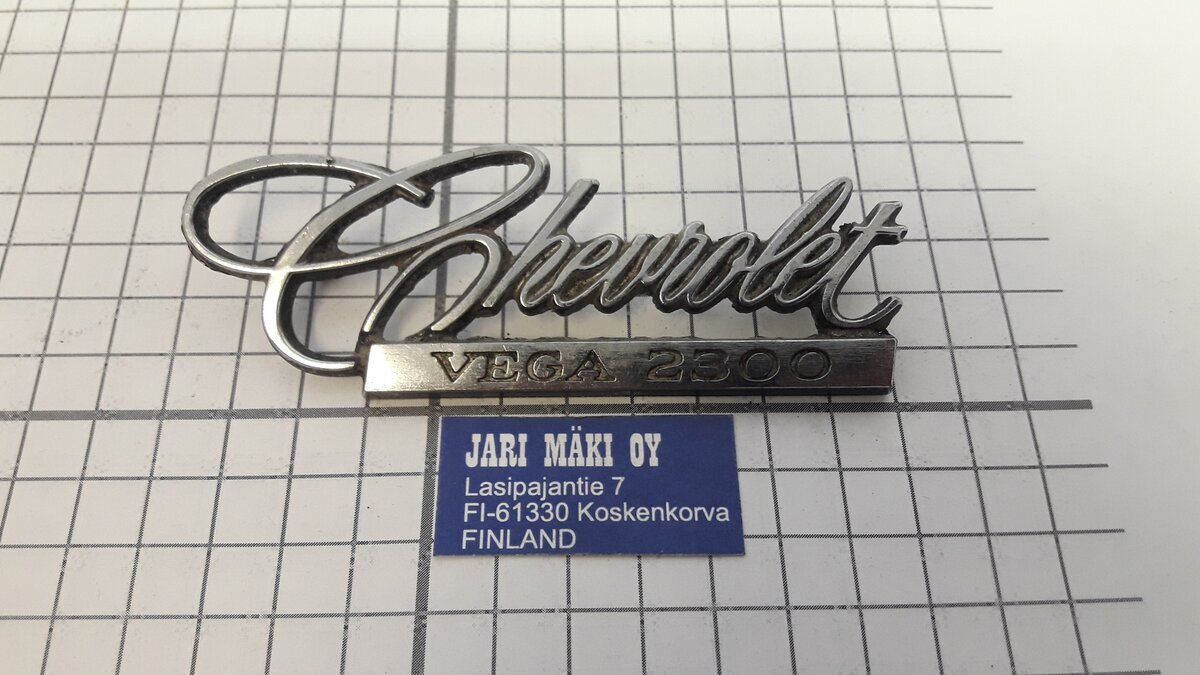 Chevrolet
VEGA 2300
JARI MÄKI OY
Lasipajantie 7
FI-61330 Koskenkorva
FINLAND